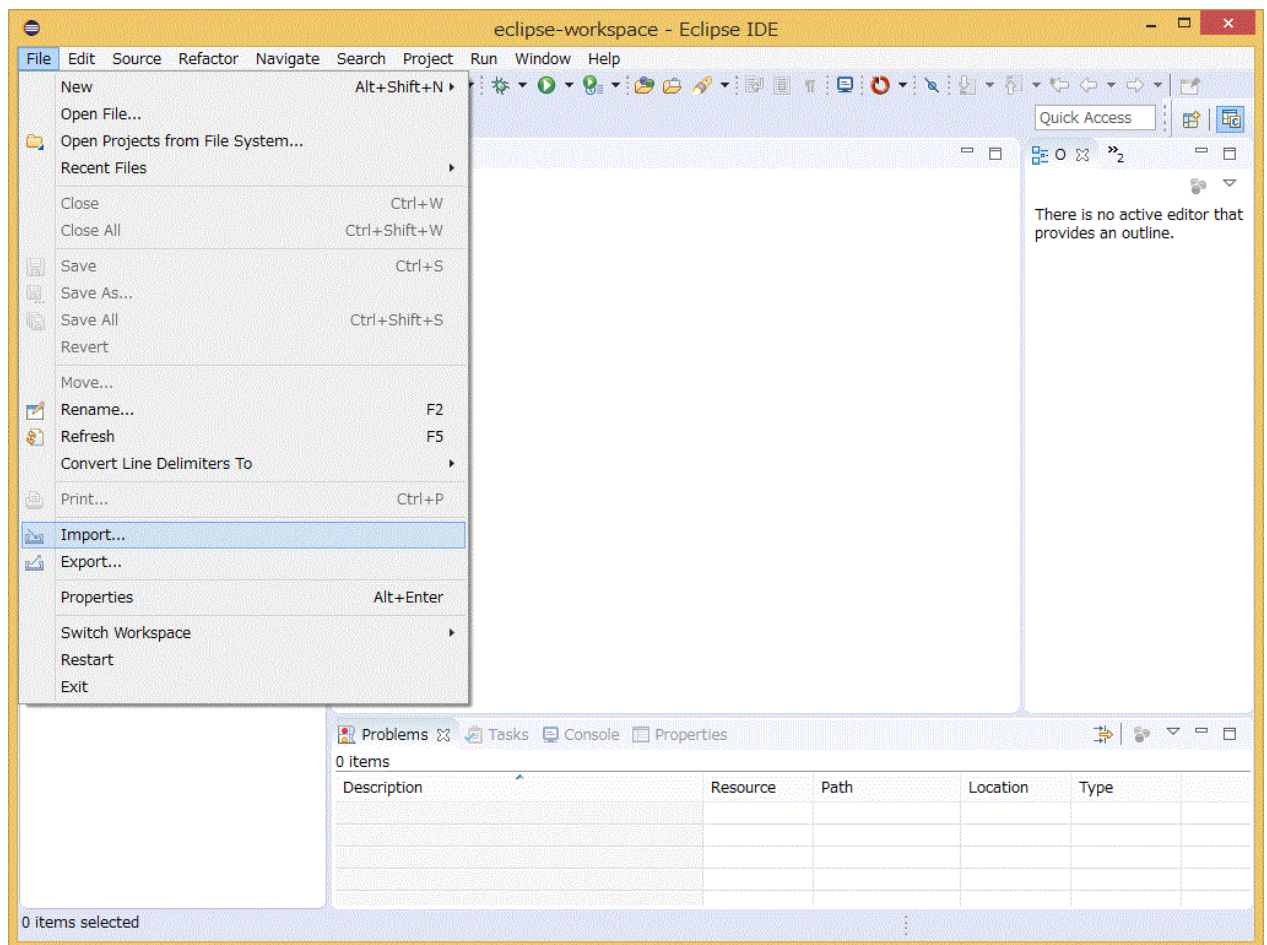 eclipse-workspace - Eclipse IDE
File Edit Source Refactor Navigate Search Project Run Window Help
New Alt+Shift+N
Open File...
Open Projects from File System...
Recent Files
Close Ctrl+W
Close All Ctrl+Shift+W
Save Ctrl+S
Save As...
Save All Ctrl+Shift+S
Revert
Move...
Rename... F2
Refresh F5
Convert Line Delimiters To
Print... Ctrl+P
Import...
Export...
Properties Alt+Enter
Switch Workspace
Restart
Exit
Quick Access
O 2
There is no active editor that
provides an outline.
Problems Tasks Console Properties
0 items
Description Resource Path Location Type
0 items selected